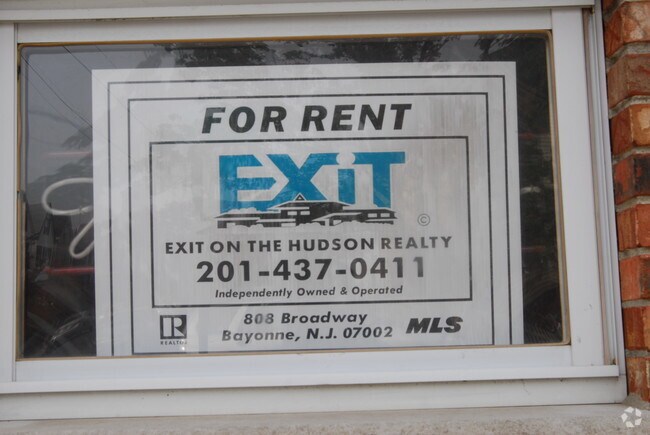 FOR RENT
EXiT
©
EXIT ON THE HUDSON REALTY
201-437-0411
Independently Owned & Operated
808 Broadway
Bayonne, N.J. 07002
R
REALTOR
MLS